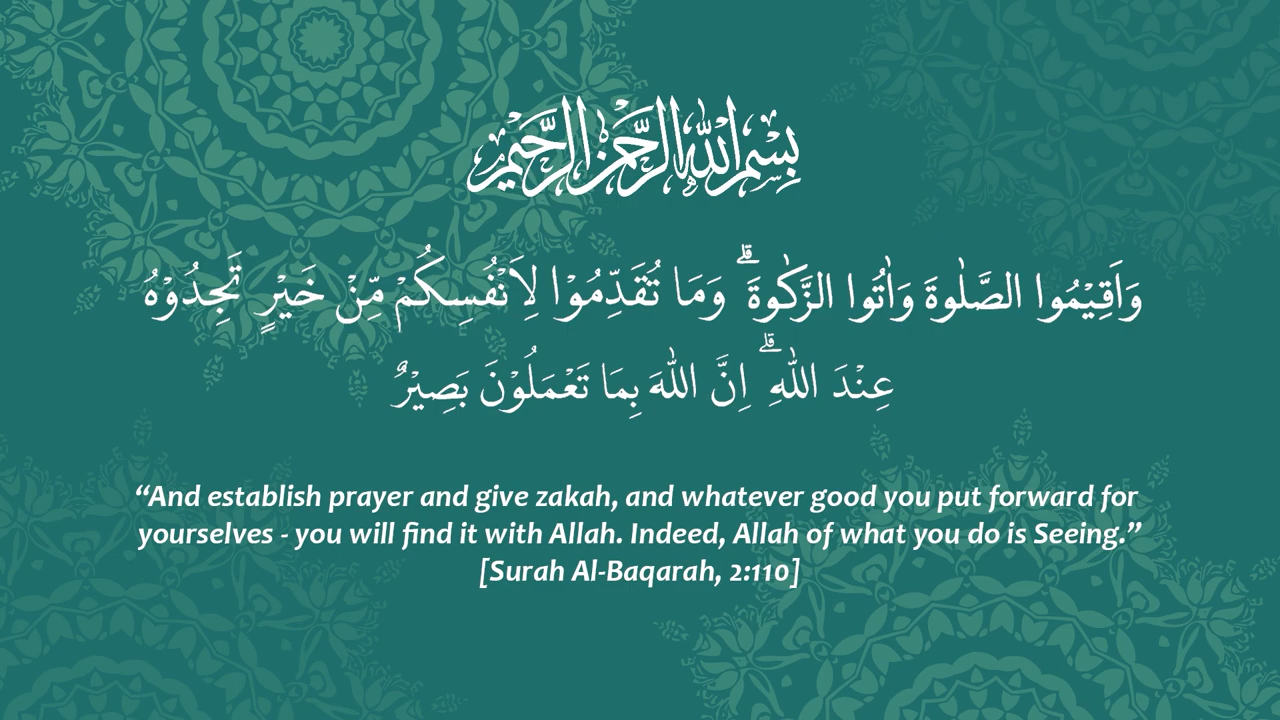 بِسْمِ اللهِ الرَّحْمٰنِ الرَّحِيْمِ
وَاَقِيْمُوا الصَّلٰوةَ وَاٰتُوا الزَّكٰوةَ ۗ وَمَا تُقَدِّمُوْا لِاَنْفُسِكُمْ مِّنْ خَيْرٍ تَجِدُوْهُ
عِنْدَ اللّٰهِ ۗ اِنَّ اللّٰهَ بِمَا تَعْمَلُوْنَ بَصِيْرٌ
“And establish prayer and give zakah, and whatever good you put forward for
yourselves - you will find it with Allah. Indeed, Allah of what you do is Seeing.”
[Surah Al-Baqarah, 2:110]